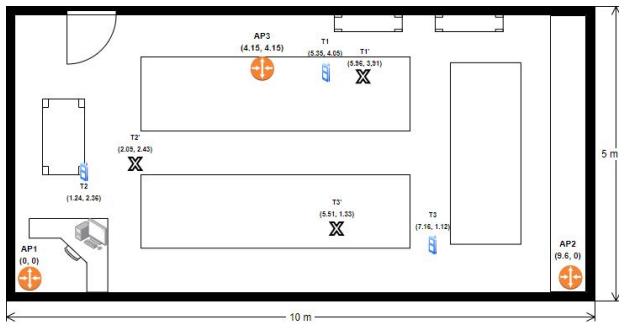 AP3
(4.15, 4.15)
T1
(5.35, 4.05)
T1'
(5.96, 3.91)
T2'
(2.09, 2.43)
T2
(1.24, 2.36)
T3'
(5.51, 1.33)
T3
(7.16, 1.12)
AP1
(0, 0)
AP2
(9.6, 0)
5 m
10 m